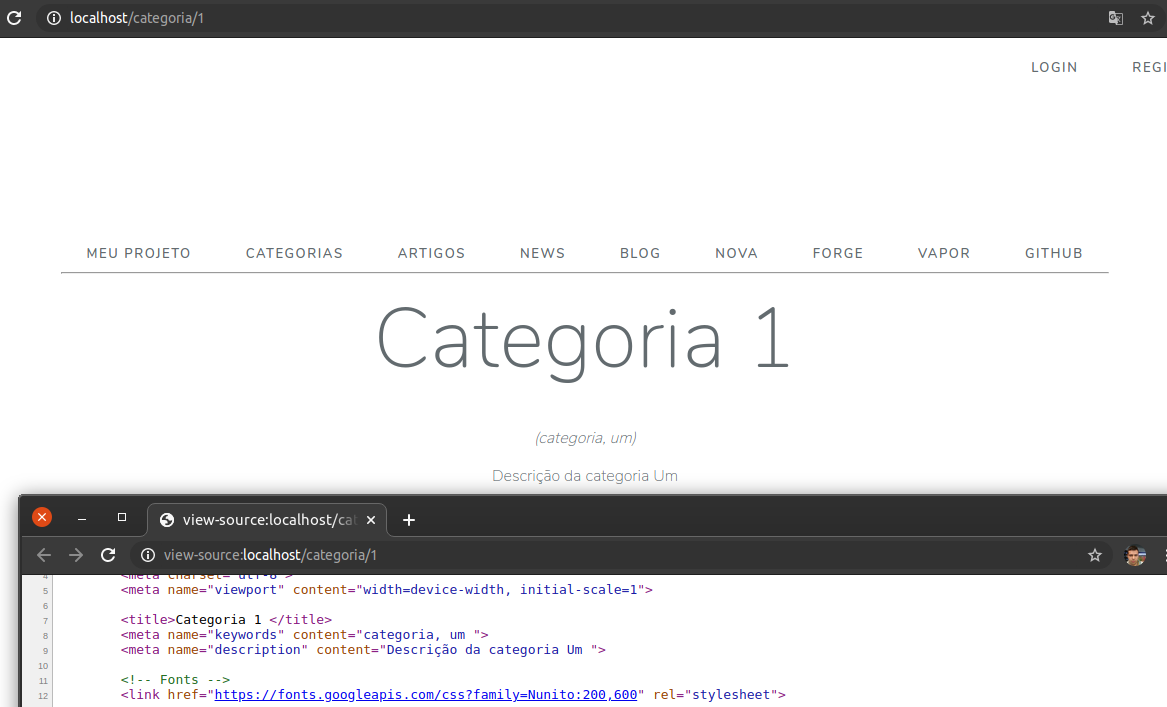 localhost/categoria/1
LOGIN REGI
MEU PROJETO CATEGORIAS ARTIGOS NEWS BLOG NOVA FORGE VAPOR GITHUB
Categoria 1
(categoria, um)
Descrição da categoria Um
view-source:localhost/cat
view-source:localhost/categoria/1
4 <meta charset="utf-8">
5 <meta name="viewport" content="width=device-width, initial-scale=1">
6
7 <title>Categoria 1 </title>
8 <meta name="keywords" content="categoria, um ">
9 <meta name="description" content="Descrição da categoria Um ">
10
11 <!-- Fonts -->
12 <link href="https://fonts.googleapis.com/css?family=Nunito:200,600" rel="stylesheet">